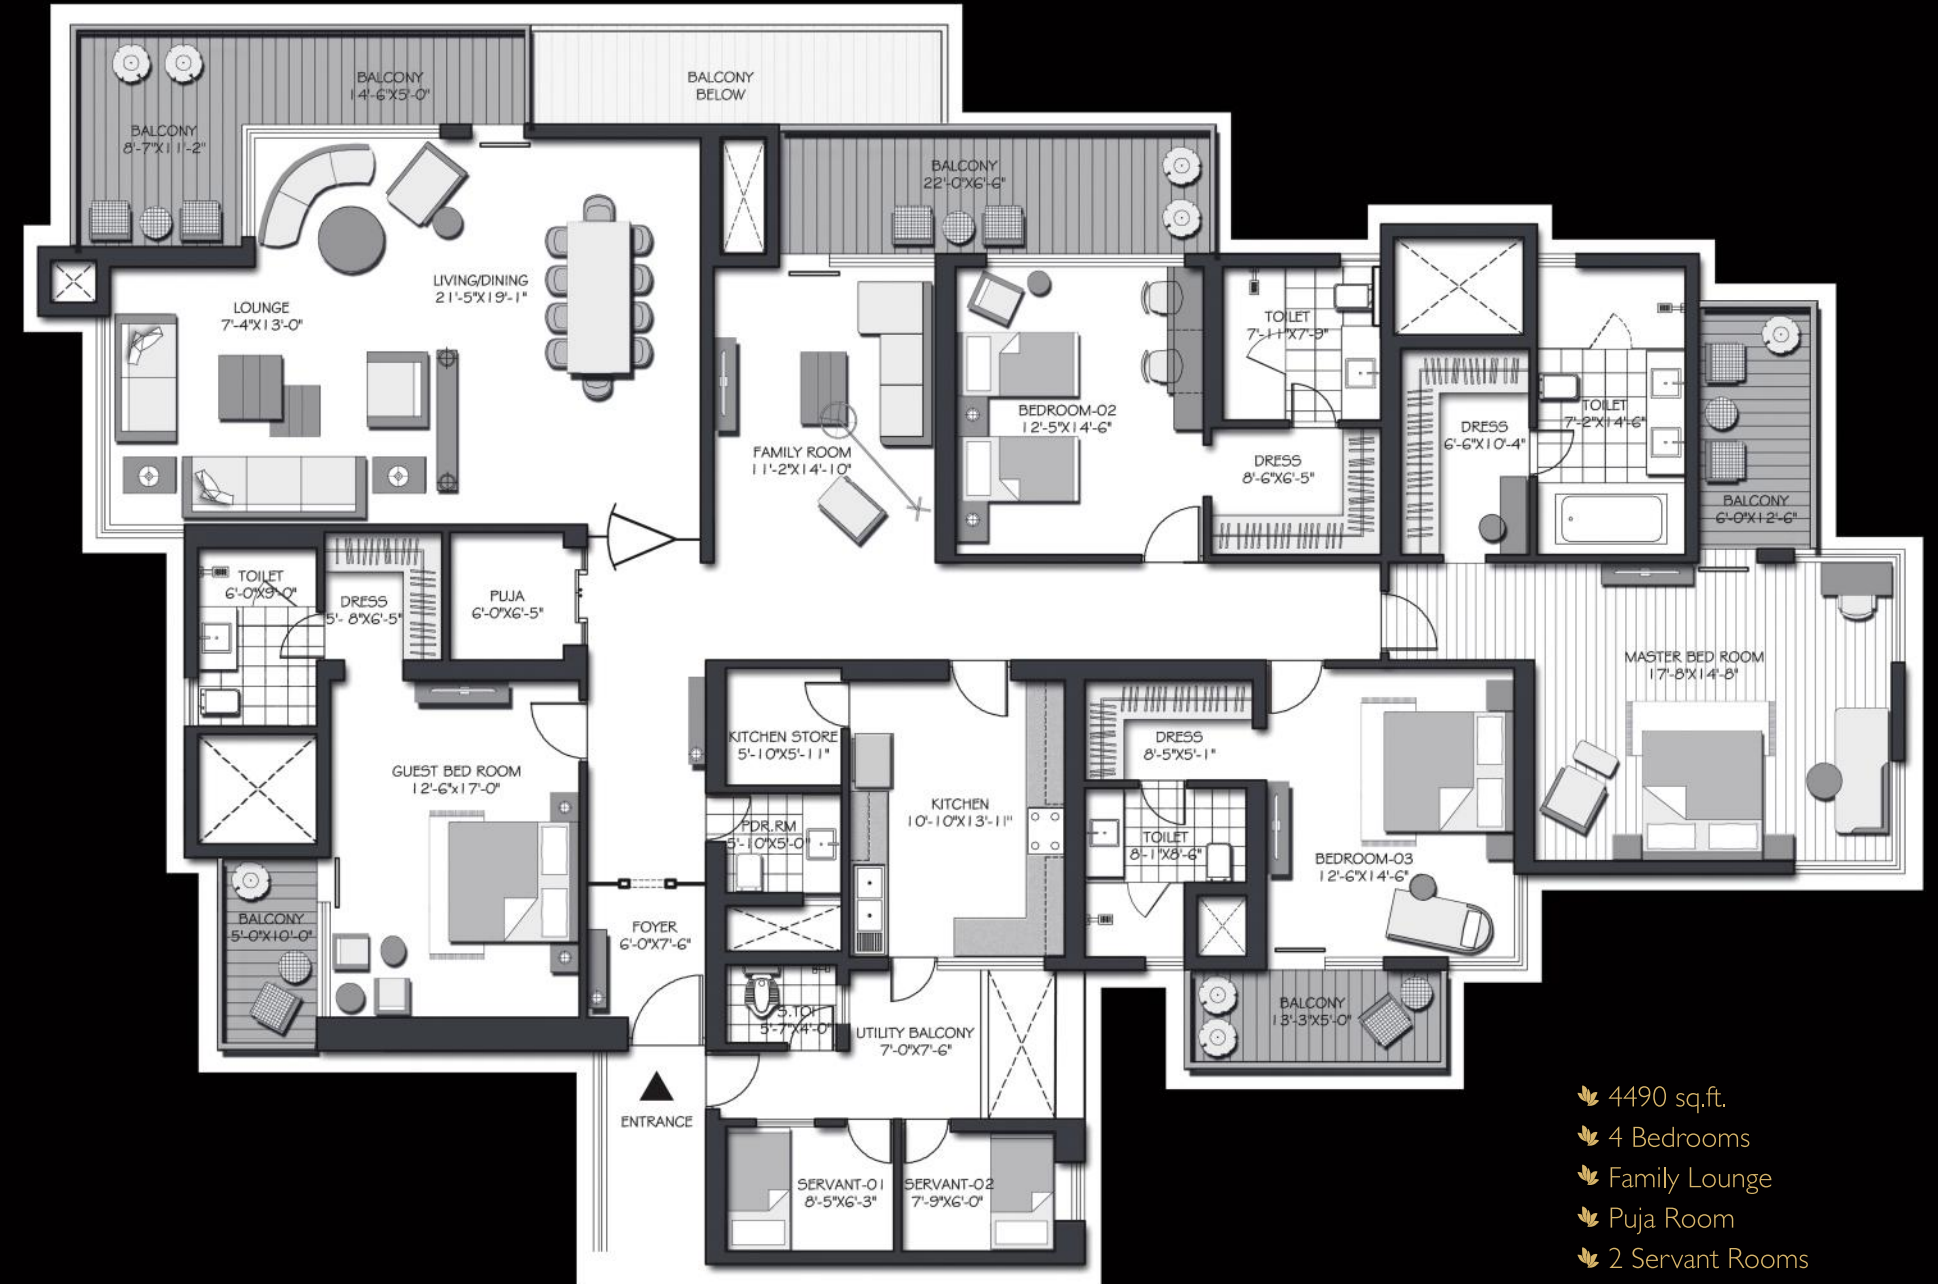 BALCONY
14'-6"X5'-0"
BALCONY
BELOW
BALCONY
8'-7"X11'-2"
BALCONY
22'-0"X6'-6"
LIVING/DINING
21'-5"X19'-1"
LOUNGE
7'-4"X13'-0"
TOILET
7'-11"X7'-9"
BEDROOM-02
12'-5"X14'-6"
TOILET
7'-2"X14'-6"
DRESS
6'-6"X10'-4"
FAMILY ROOM
11'-2"X14'-10"
DRESS
8'-6"X6'-5"
BALCONY
6'-0"X12'-6"
TOILET
6'-0"X9'-0"
DRESS
5'- 8"X6'-5"
PUJA
6'-0"X6'-5"
MASTER BED ROOM
17'-8"X14'-8"
KITCHEN STORE
5'-10"X5'-11"
DRESS
8'-5"X5'-1"
GUEST BED ROOM
12'-6"x17'-0"
KITCHEN
10'-10"X13'-11"
PDR.RM
5'-10"X5'-0"
TOILET
8-1"X8'-6"
BEDROOM-03
12'-6"X14'-6"
BALCONY
5'-0"X10'-0"
FOYER
6'-0"X7'-6"
BALCONY
13'-3"X5'-0"
S.TOI
5'-7"X4'-0"
UTILITY BALCONY
7'-0"X7'-6"
ENTRANCE
SERVANT-01
8'-5"X6'-3"
SERVANT-02
7'-9"X6'-0"
4490 sq.ft.
4 Bedrooms
Family Lounge
Puja Room
2 Servant Rooms